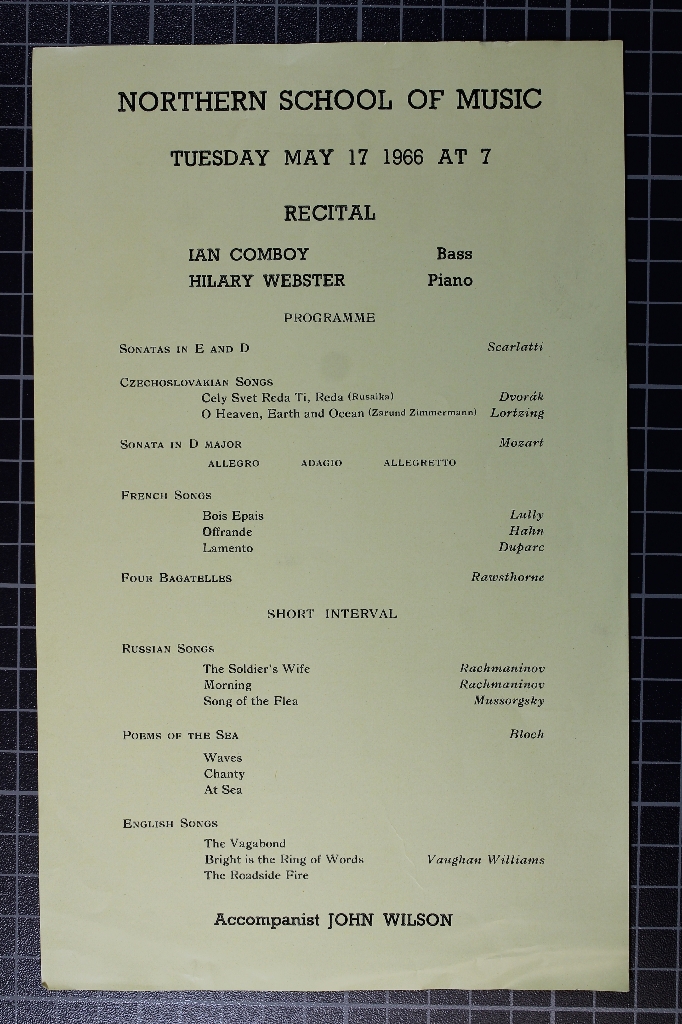 NORTHERN SCHOOL OF MUSIC
TUESDAY MAY 17 1966 AT 7
RECITAL
IAN COMBOY Bass
HILARY WEBSTER Piano
PROGRAMME
SONATAS IN E AND D Scarlatti
CZECHOSLOVAKIAN SONGS
Cely Svet Reda Ti, Reda (Rusalka) Dvorák
O Heaven, Earth and Ocean (Zarund Zimmermann) Lortzing
SONATA IN D MAJOR Mozart
ALLEGRO ADAGIO ALLEGRETTO
FRENCH SONGS
Bois Epais Lully
Offrande Hahn
Lamento Duparc
FOUR BAGATELLES Rawsthorne
SHORT INTERVAL
RUSSIAN SONGS
The Soldier's Wife Rachmaninov
Morning Rachmaninov
Song of the Flea Mussorgsky
POEMS OF THE SEA Bloch
Waves
Chanty
At Sea
ENGLISH SONGS
The Vagabond
Bright is the Ring of Words Vaughan Williams
The Roadside Fire
Accompanist JOHN WILSON